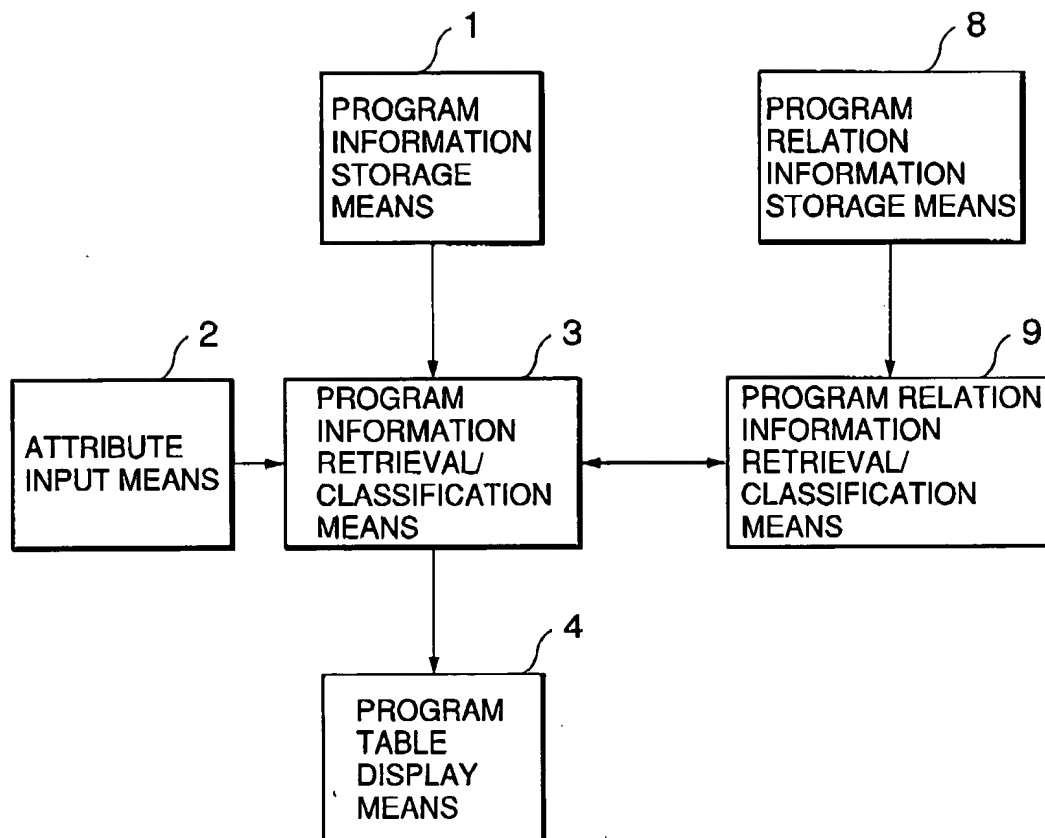 1
PROGRAM
INFORMATION
STORAGE
MEANS
8
PROGRAM
RELATION
INFORMATION
STORAGE MEANS
2
ATTRIBUTE
INPUT MEANS
3
PROGRAM
INFORMATION
RETRIEVAL/
CLASSIFICATION
MEANS
9
PROGRAM RELATION
INFORMATION
RETRIEVAL/
CLASSIFICATION
MEANS
4
PROGRAM
TABLE
DISPLAY
MEANS